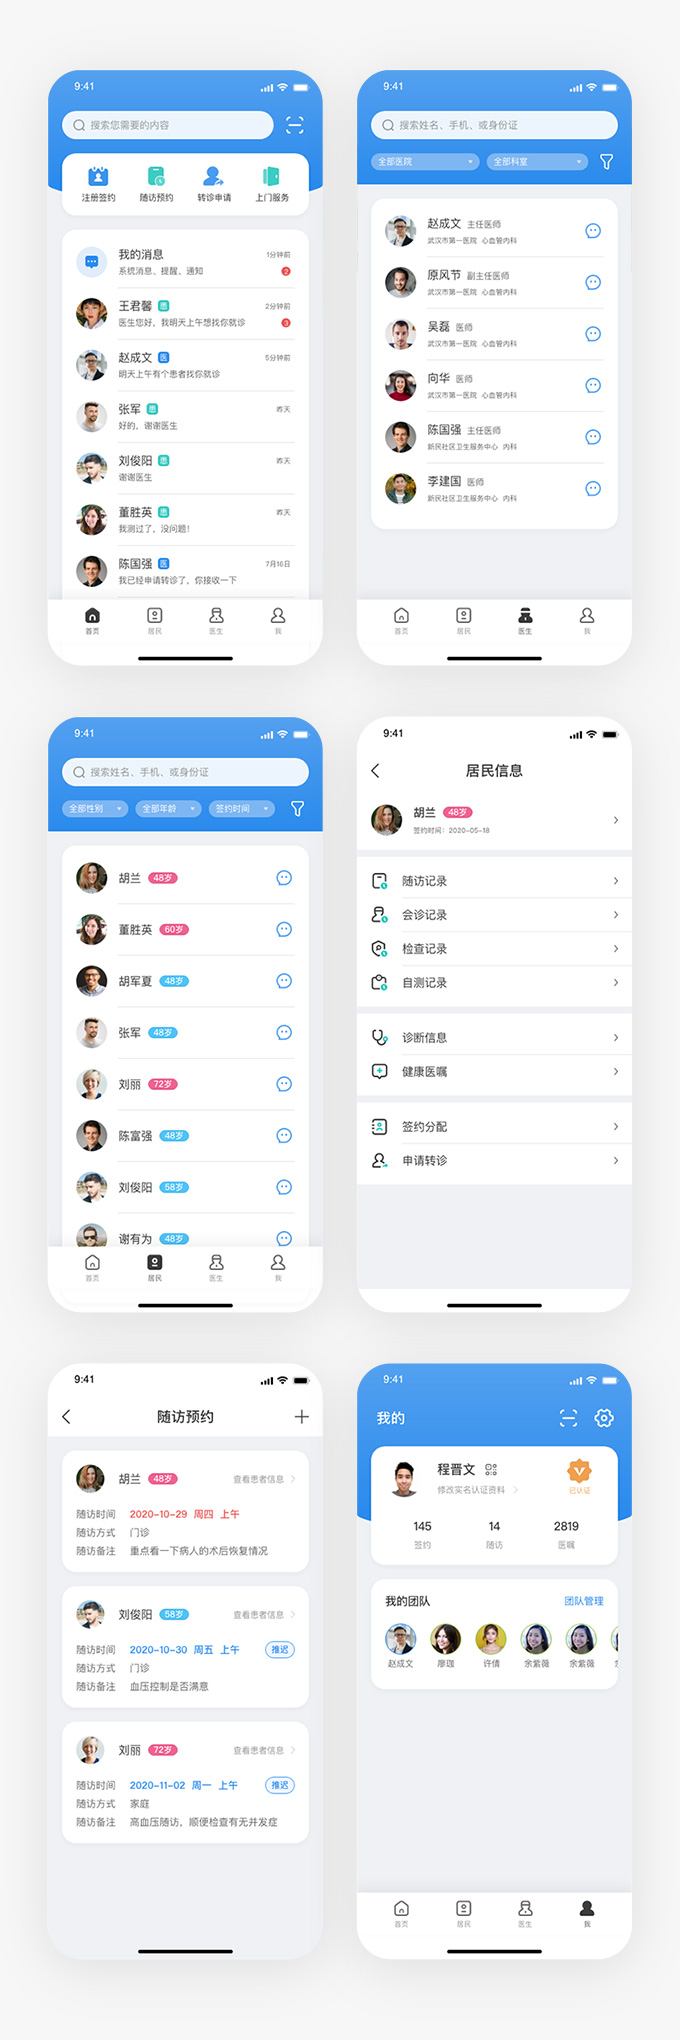 9:41
搜索您需要的内容
注册签约 随访预约 转诊申请 上门服务
我的消息 1分钟前
系统消息、提醒、通知 2
王君馨 患 2分钟前
医生您好，我明天上午想找你就诊 3
赵成文 医 5分钟前
明天上午有个患者找你就诊
张军 患 昨天
好的，谢谢医生
刘俊阳 患 昨天
谢谢医生
董胜英 患 昨天
我测过了，没问题！
陈国强 医 7月16日
我已经申请转诊了，你接收一下
首页 居民 医生 我
9:41
搜索姓名、手机、或身份证
全部医院 全部科室
赵成文 主任医师
武汉市第一医院 心血管内科
原风节 副主任医师
武汉市第一医院 心血管内科
吴磊 医师
武汉市第一医院 心血管内科
向华 医师
武汉市第一医院 心血管内科
陈国强 主任医师
新民社区卫生服务中心 内科
李建国 医师
新民社区卫生服务中心 内科
首页 居民 医生 我
9:41
搜索姓名、手机、或身份证
全部性别 全部年龄 签约时间
胡兰 48岁
董胜英 60岁
胡军夏 48岁
张军 48岁
刘丽 72岁
陈富强 48岁
刘俊阳 58岁
谢有为 48岁
首页 居民 医生 我
9:41
居民信息
胡兰 48岁
签约时间：2020-05-18
随访记录
会诊记录
检查记录
自测记录
诊断信息
健康医嘱
签约分配
申请转诊
9:41
随访预约
胡兰 48岁 查看患者信息
随访时间 2020-10-29 周四 上午
随访方式 门诊
随访备注 重点看一下病人的术后恢复情况
刘俊阳 58岁 查看患者信息
随访时间 2020-10-30 周五 上午 推迟
随访方式 门诊
随访备注 血压控制是否满意
刘丽 72岁 查看患者信息
随访时间 2020-11-02 周一 上午 推迟
随访方式 家庭
随访备注 高血压随访，顺便检查有无并发症
9:41
我的
程晋文
修改实名认证资料 已认证
145 14 2819
签约 随访 医嘱
我的团队 团队管理
赵成文 廖珈 许倩 余紫薇 余紫薇
首页 居民 医生 我